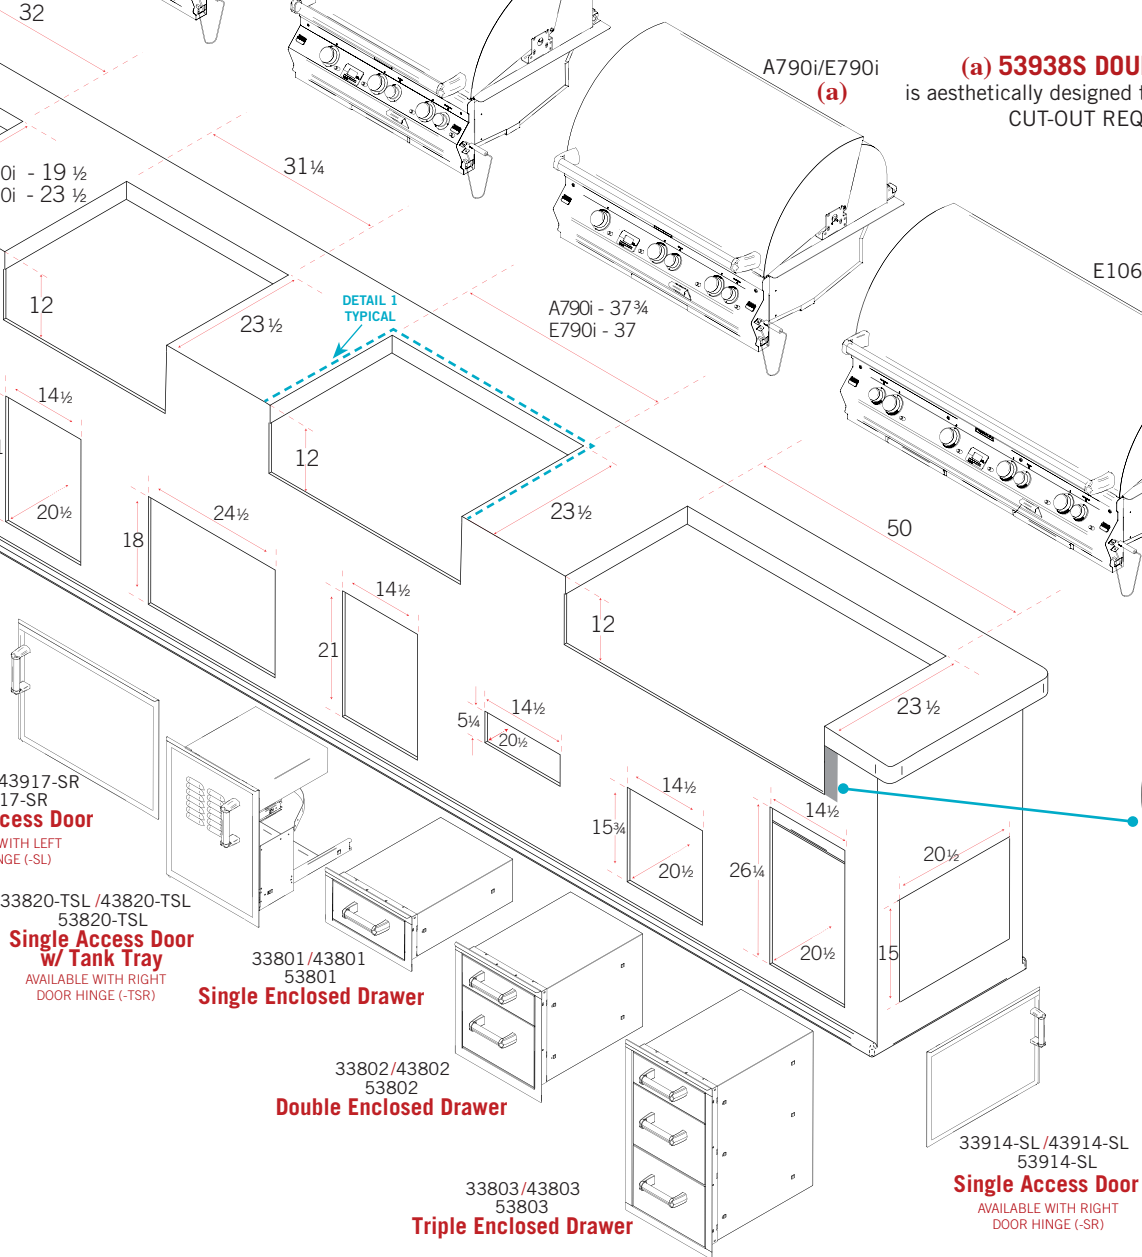 32
A790i/E790i
(a)
(a) 53938S DOU
is aesthetically designed t
CUT-OUT REQ
0i - 19 ½
0i - 23 ½
31¼
E106
12
23 ½
DETAIL 1
TYPICAL
A790i - 37¾
E790i - 37
14½
12
20½
24½
18
23½
50
14½
21
12
5¼
14½
20½
23 ½
14½
15¾
20½
14½
26¼
20½
20½
15
43917-SR
17-SR
cess Door
WITH LEFT
NGE (-SL)
33820-TSL /43820-TSL
53820-TSL
Single Access Door
w/ Tank Tray
AVAILABLE WITH RIGHT
DOOR HINGE (-TSR)
33801/43801
53801
Single Enclosed Drawer
33802/43802
53802
Double Enclosed Drawer
33803/43803
53803
Triple Enclosed Drawer
33914-SL/43914-SL
53914-SL
Single Access Door
AVAILABLE WITH RIGHT
DOOR HINGE (-SR)